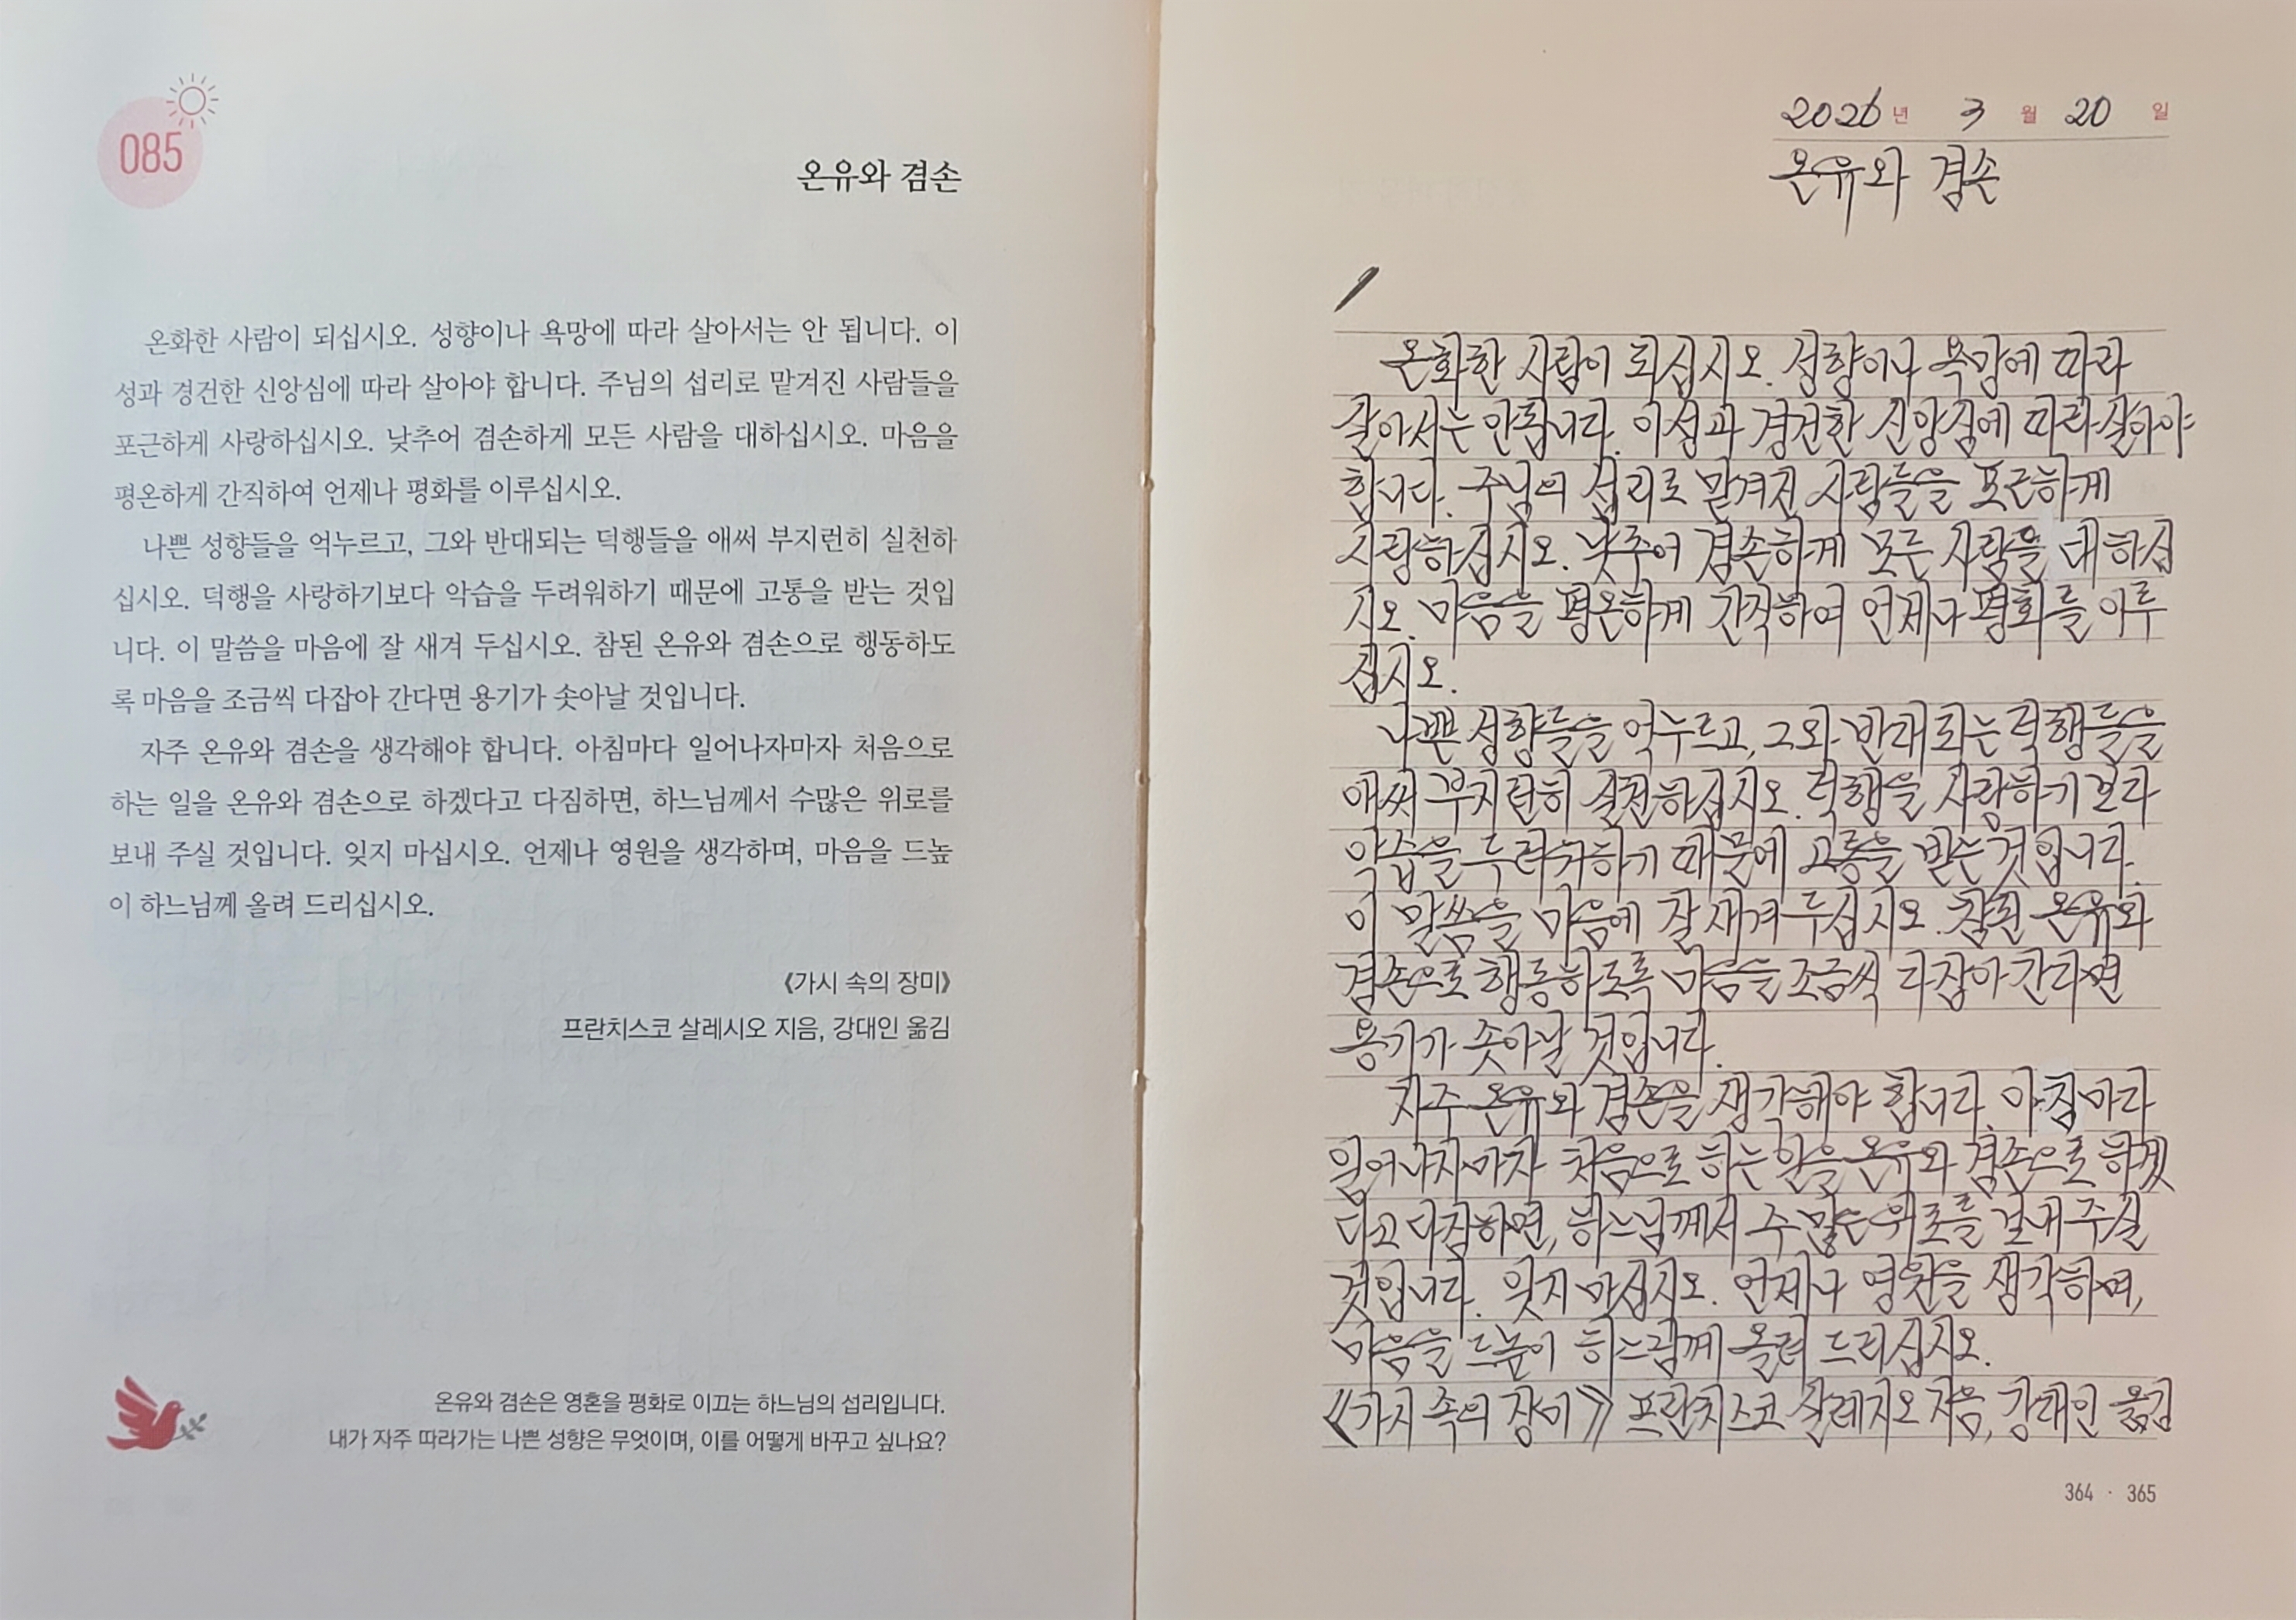 085
온유와 겸손
온화한 사람이 되십시오. 성향이나 욕망에 따라 살아서는 안 됩니다. 이
성과 경건한 신앙심에 따라 살아야 합니다. 주님의 섭리로 맡겨진 사람들을
포근하게 사랑하십시오. 낮추어 겸손하게 모든 사람을 대하십시오. 마음을
평온하게 간직하여 언제나 평화를 이루십시오.
나쁜 성향들을 억누르고, 그와 반대되는 덕행들을 애써 부지런히 실천하
십시오. 덕행을 사랑하기보다 악습을 두려워하기 때문에 고통을 받는 것입
니다. 이 말씀을 마음에 잘 새겨 두십시오. 참된 온유와 겸손으로 행동하도
록 마음을 조금씩 다잡아 간다면 용기가 솟아날 것입니다.
자주 온유와 겸손을 생각해야 합니다. 아침마다 일어나자마자 처음으로
하는 일을 온유와 겸손으로 하겠다고 다짐하면, 하느님께서 수많은 위로를
보내 주실 것입니다. 잊지 마십시오. 언제나 영원을 생각하며, 마음을 드높
이 하느님께 올려 드리십시오.
《가시 속의 장미》
프란치스코 살레시오 지음, 강대인 옮김
온유와 겸손은 영혼을 평화로 이끄는 하느님의 섭리입니다.
내가 자주 따라가는 나쁜 성향은 무엇이며, 이를 어떻게 바꾸고 싶나요?
2026년 3월 20일
온유와 겸손
온화한 사람이 되십시오. 성향이나 욕망에 따라
살아서는 안됩니다. 이성과 경건한 신앙심에 따라 살아야
합니다. 주님의 섭리로 맡겨진 사람들을 포근하게
사랑하십시오. 낮추어 겸손하게 모든 사람을 대하십
시오. 마음을 평온하게 간직하여 언제나 평화를 이루
십시오.
나쁜 성향들을 억누르고, 그와 반대되는 덕행들을
애써 부지런히 실천하십시오. 덕행을 사랑하기보다
악습을 두려워하기 때문에 고통을 받는 것입니다.
이 말씀을 마음에 잘 새겨 두십시오. 참된 온유와
겸손으로 행동하도록 마음을 조금씩 다잡아 간다면
용기가 솟아날 것입니다.
자주 온유와 겸손을 생각해야 합니다. 아침마다
일어나자마자 처음으로 하는 일을 온유와 겸손으로 하겠
다고 다짐하면, 하느님께서 수많은 위로를 보내 주실
것입니다. 잊지 마십시오. 언제나 영원을 생각하며,
마음을 드높이 하느님께 올려 드리십시오.
《가시 속의 장미》 프란치스코 살레시오 지음, 강대인 옮김
364 · 365